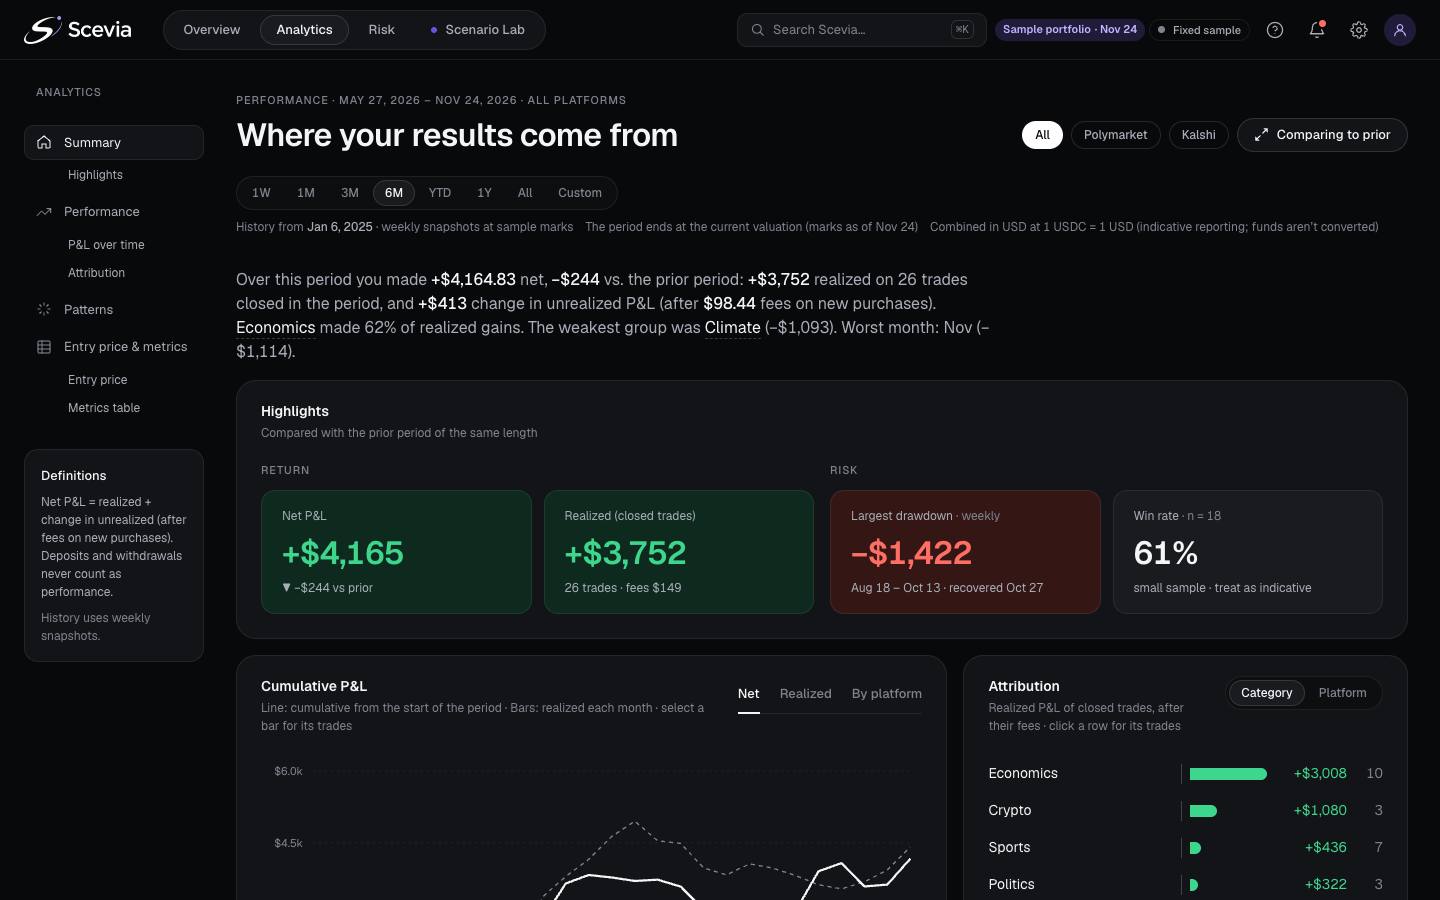 Scevia
Overview
Analytics
Risk
Scenario Lab
Search Scevia…
⌘K
Sample portfolio · Nov 24
Fixed sample
ANALYTICS
Summary
Highlights
Performance
P&L over time
Attribution
Patterns
Entry price & metrics
Entry price
Metrics table
Definitions
Net P&L = realized +
change in unrealized (after
fees on new purchases).
Deposits and withdrawals
never count as
performance.
History uses weekly
snapshots.
PERFORMANCE · MAY 27, 2026 – NOV 24, 2026 · ALL PLATFORMS
Where your results come from
All
Polymarket
Kalshi
Comparing to prior
1W
1M
3M
6M
YTD
1Y
All
Custom
History from Jan 6, 2025 · weekly snapshots at sample marks
The period ends at the current valuation (marks as of Nov 24)
Combined in USD at 1 USDC = 1 USD (indicative reporting; funds aren't converted)
Over this period you made +$4,164.83 net, −$244 vs. the prior period: +$3,752 realized on 26 trades
closed in the period, and +$413 change in unrealized P&L (after $98.44 fees on new purchases).
Economics made 62% of realized gains. The weakest group was Climate (−$1,093). Worst month: Nov (−
$1,114).
Highlights
Compared with the prior period of the same length
RETURN
Net P&L
+$4,165
▼ −$244 vs prior
Realized (closed trades)
+$3,752
26 trades · fees $149
RISK
Largest drawdown · weekly
−$1,422
Aug 18 – Oct 13 · recovered Oct 27
Win rate · n = 18
61%
small sample · treat as indicative
Cumulative P&L
Line: cumulative from the start of the period · Bars: realized each month · select a
bar for its trades
Net
Realized
By platform
$6.0k
$4.5k
Attribution
Realized P&L of closed trades, after
their fees · click a row for its trades
Category
Platform
Economics +$3,008 10
Crypto +$1,080 3
Sports +$436 7
Politics +$322 3